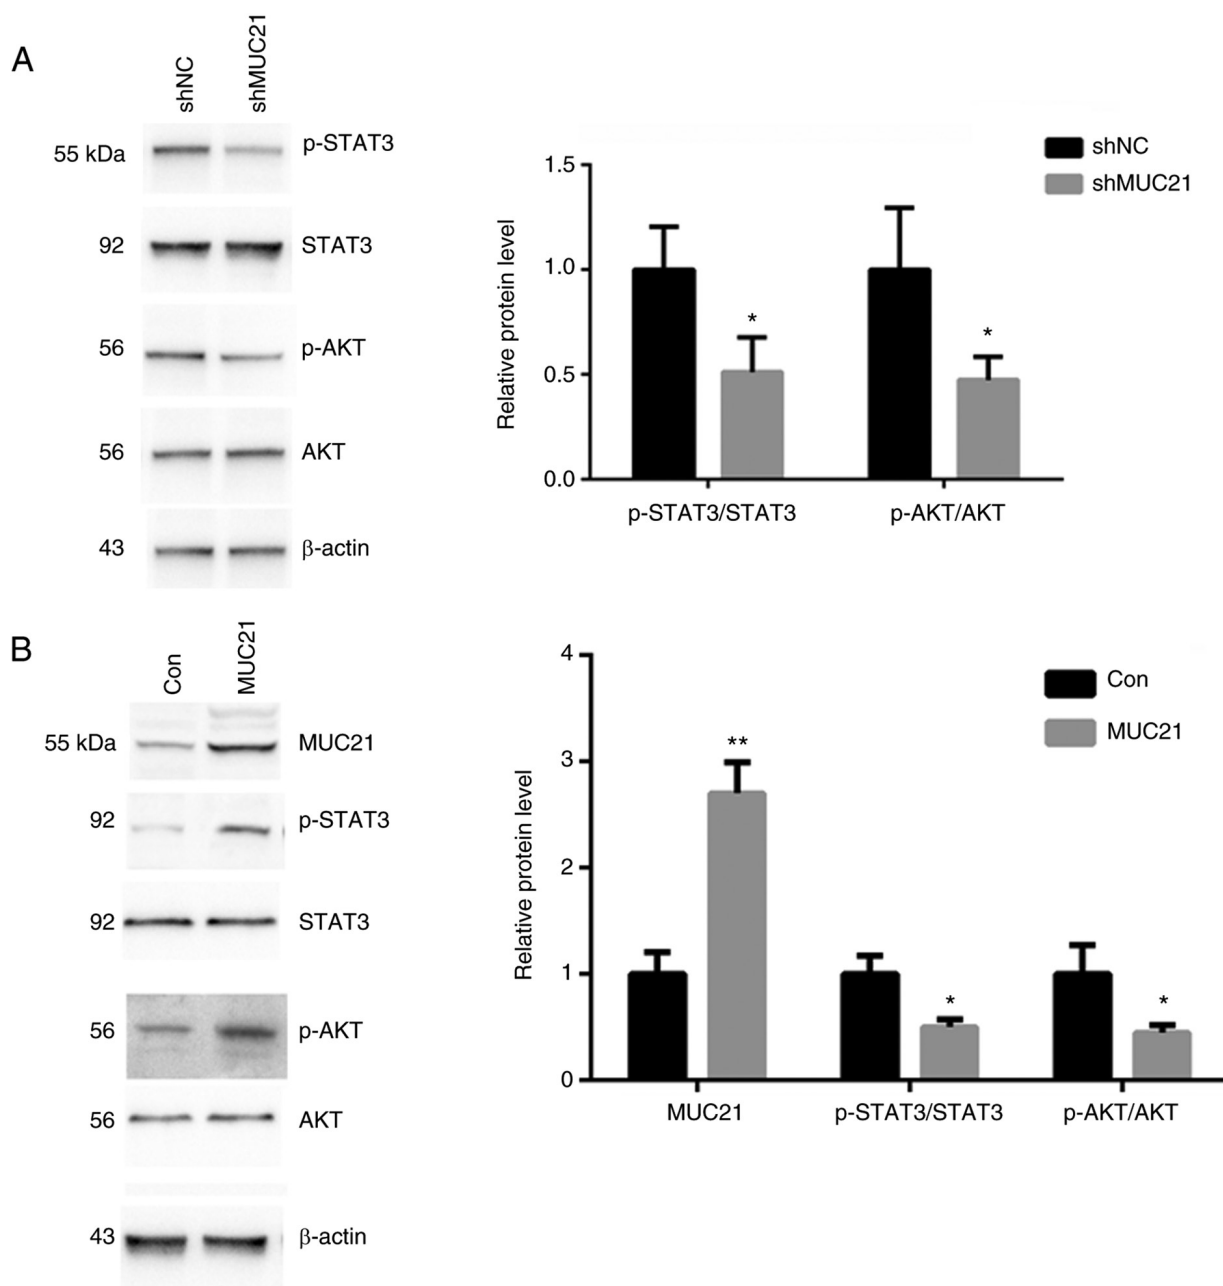 A
shNC
shMUC21
55 kDa
p-STAT3
92
STAT3
56
p-AKT
56
AKT
43
β-actin
Relative protein level
1.5
1.0
0.5
0.0
*
*
p-STAT3/STAT3
p-AKT/AKT
shNC
shMUC21
B
Con
MUC21
55 kDa
MUC21
92
p-STAT3
92
STAT3
56
p-AKT
56
AKT
43
β-actin
Relative protein level
4
3
2
1
0
**
*
*
MUC21
p-STAT3/STAT3
p-AKT/AKT
Con
MUC21